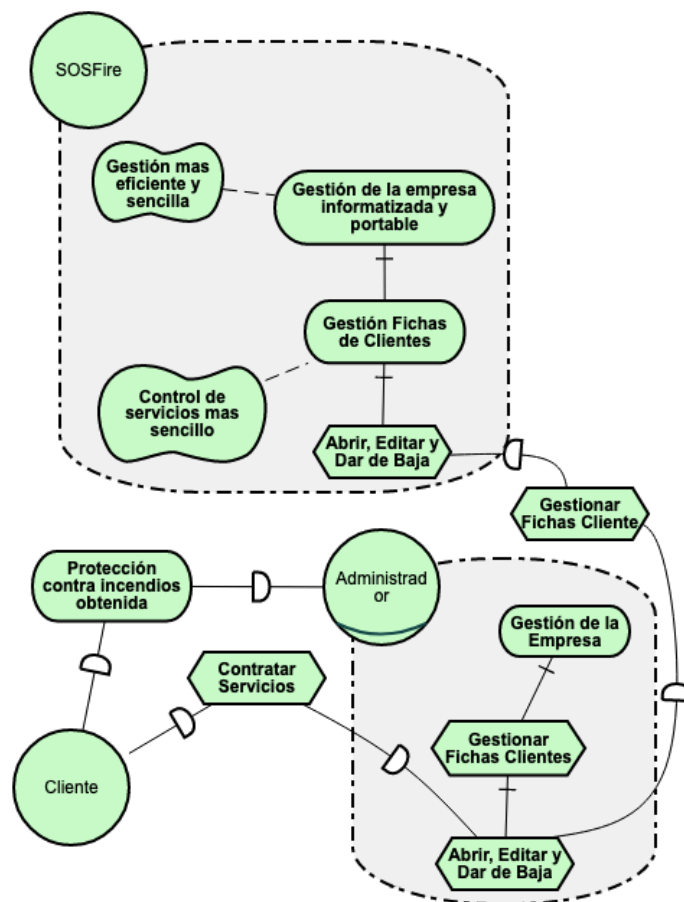 SOSFire
Gestión mas
eficiente y
sencilla
Gestión de la empresa
informatizada y
portable
Gestión Fichas
de Clientes
Control de
servicios mas
sencillo
Abrir, Editar y
Dar de Baja
Gestionar
Fichas Cliente
Protección
contra incendios
obtenida
Administrad
or
Gestión de la
Empresa
Contratar
Servicios
Gestionar
Fichas Clientes
Cliente
Abrir, Editar y
Dar de Baja